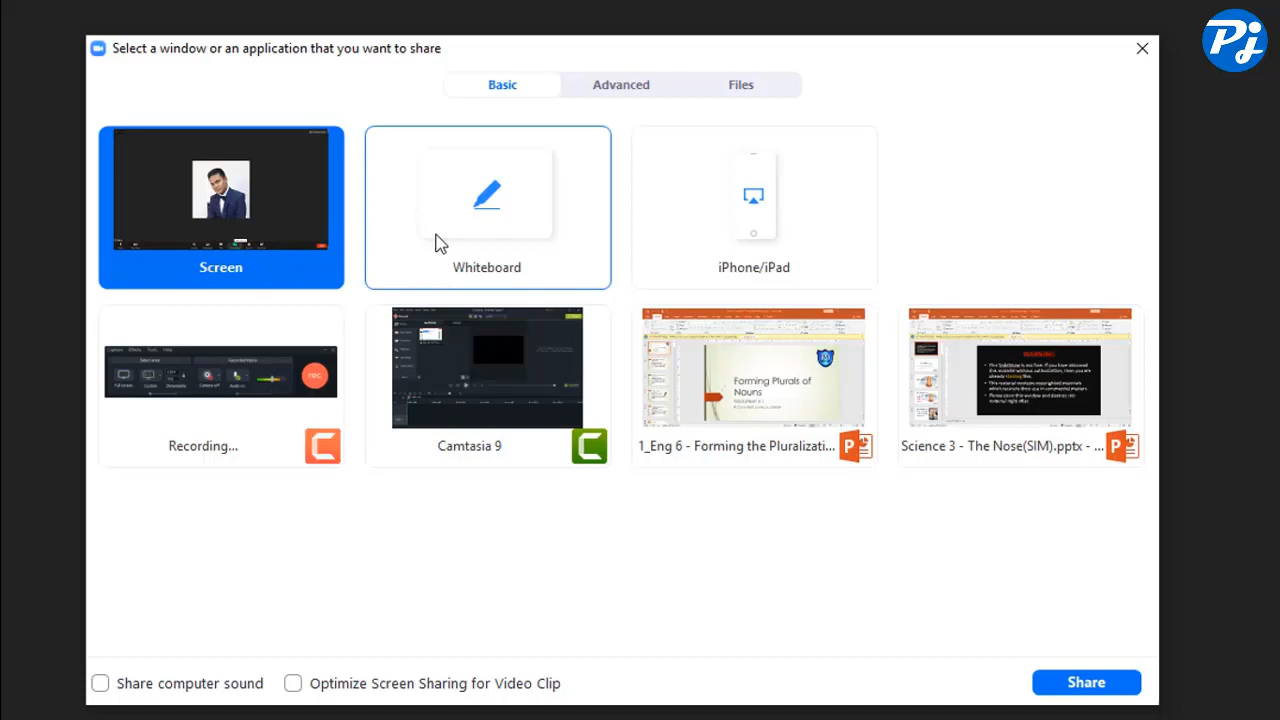 Pj
Select a window or an application that you want to share
Basic
Advanced
Files
Screen
Whiteboard
iPhone/iPad
rec
Forming Plurals of
Nouns
WARNING
Recording...
Camtasia 9
1_Eng 6 - Forming the Pluralizati...
Science 3 - The Nose(SIM).pptx - ...
Share computer sound
Optimize Screen Sharing for Video Clip
Share